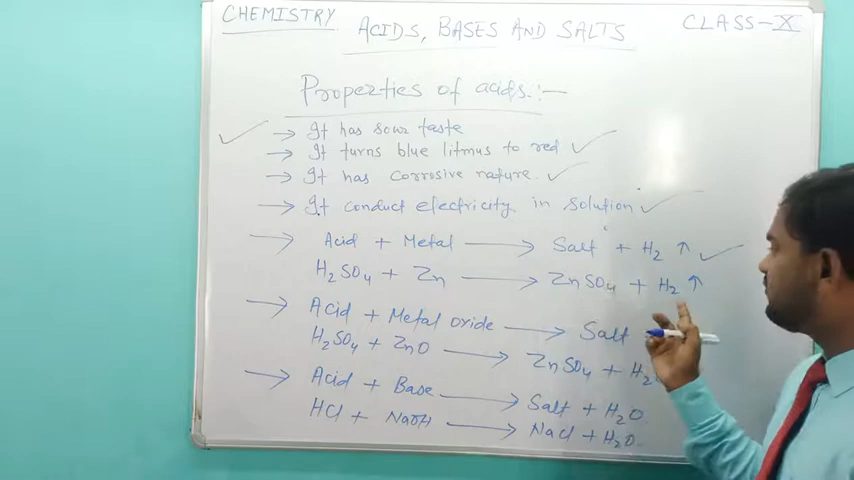 CHEMISTRY ACIDS, BASES AND SALTS CLASS-X
Properties of acids:-
→ It has sour taste
→ It turns blue litmus to red
→ It has corrosive nature.
→ It conduct electricity in solution
→ Acid + Metal → Salt + H₂ ↑
H₂SO₄ + Zn → ZnSO₄ + H₂ ↑
→ Acid + Metal oxide → Salt
H₂SO₄ + ZnO → ZnSO₄ + H₂
→ Acid + Base → Salt + H₂O
HCl + NaOH → Nacl + H₂O.